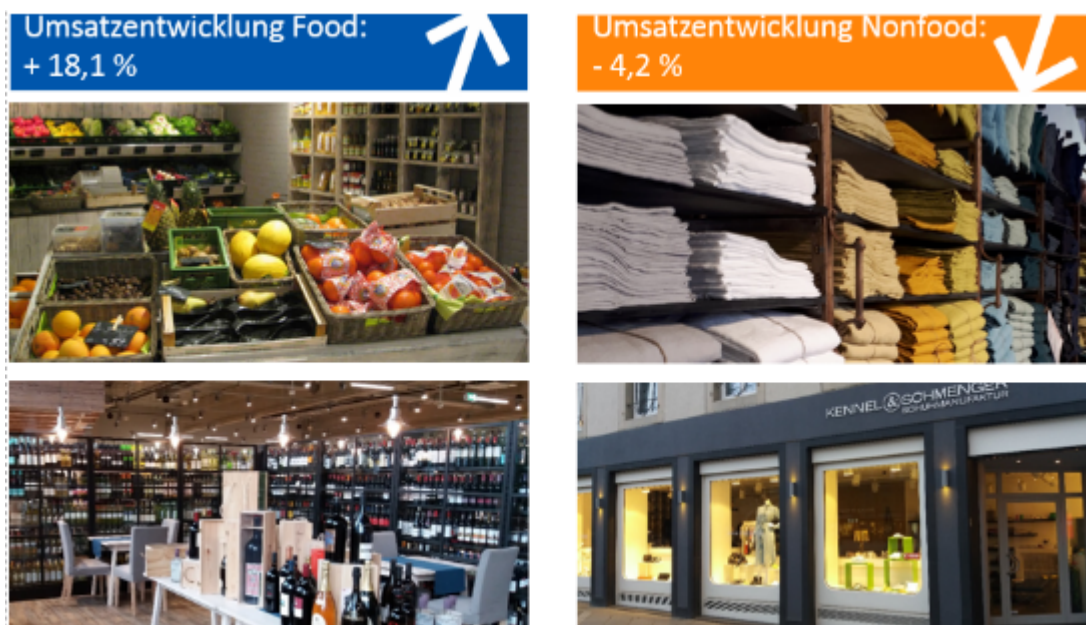 Umsatzentwicklung Food:
+ 18,1 %
Umsatzentwicklung Nonfood:
- 4,2 %
KENNEL & SCHMENGER
SCHUHMANUFAKTUR